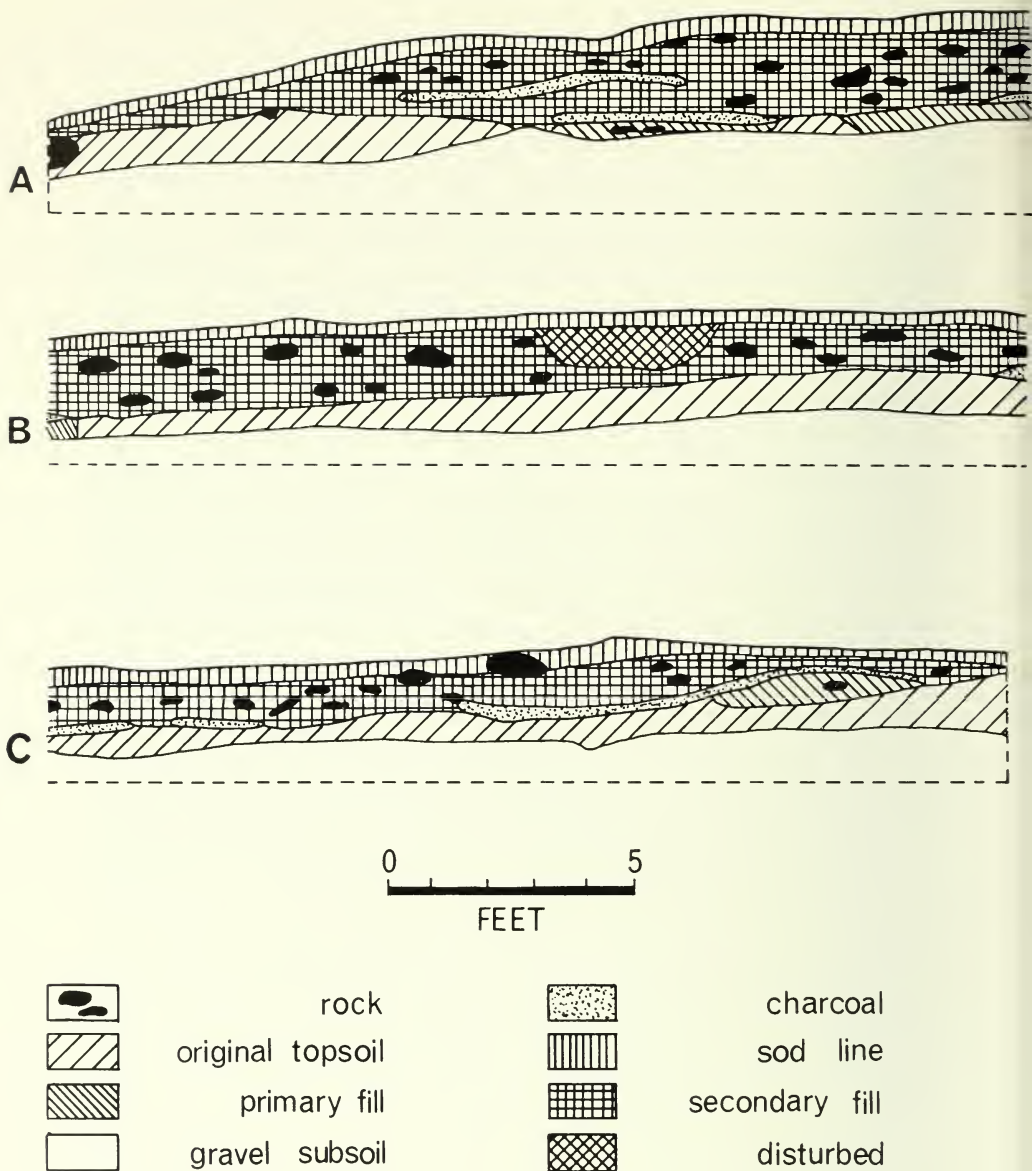 A
B
C
0 5
FEET
rock
original topsoil
primary fill
gravel subsoil
charcoal
sod line
secondary fill
disturbed